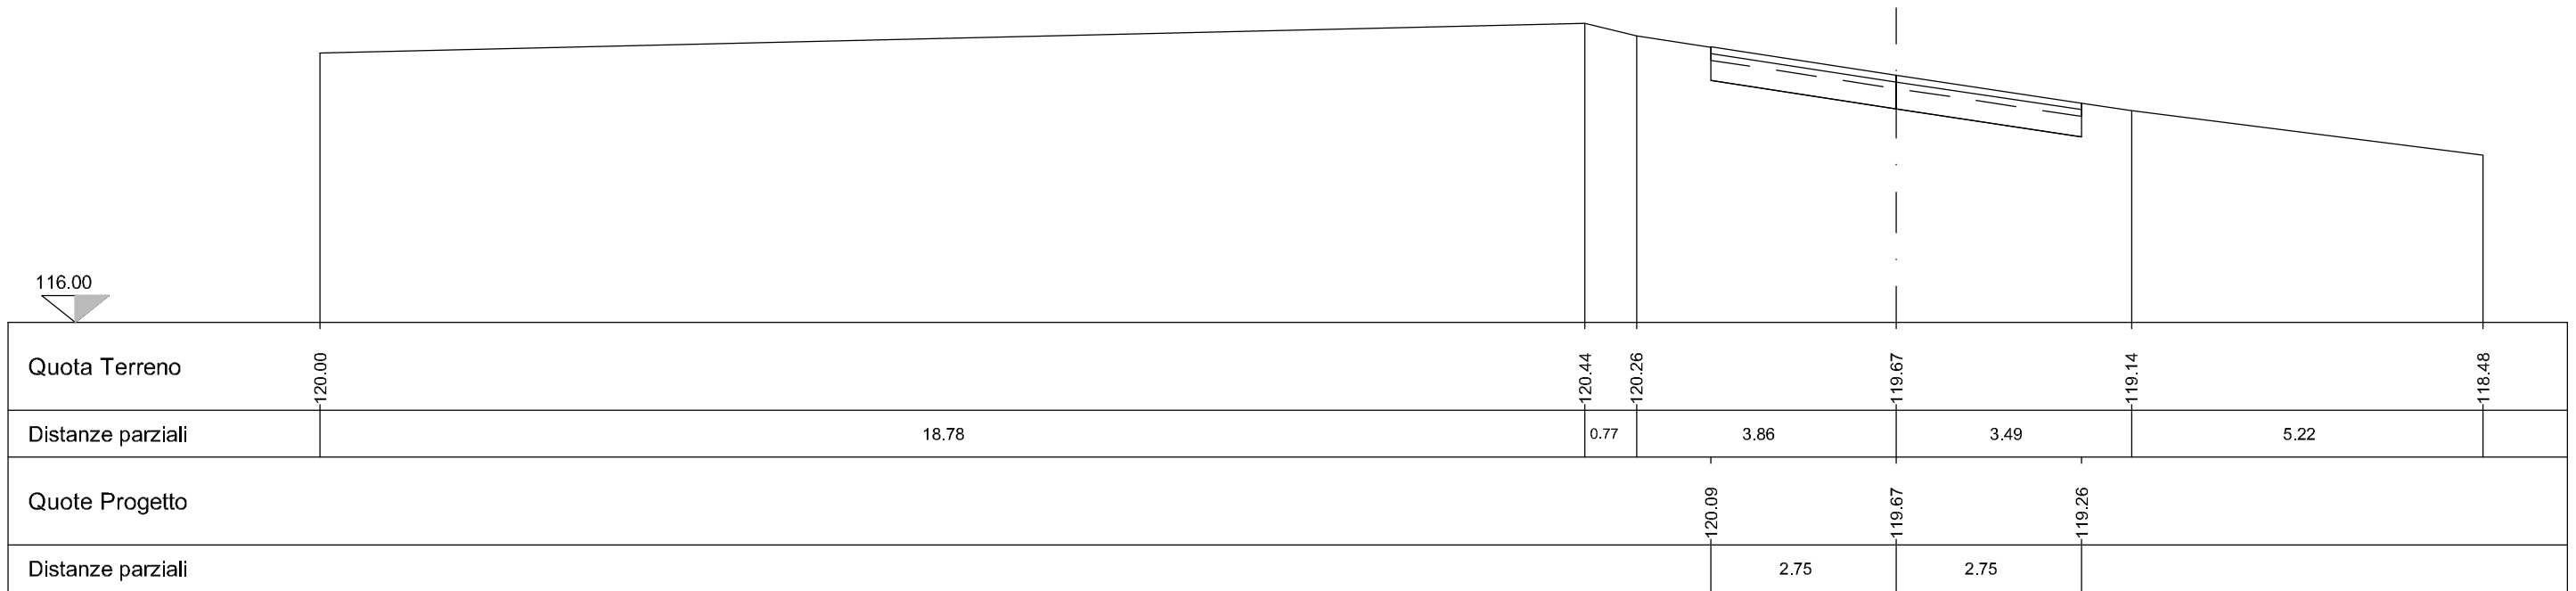 116.00
Quota Terreno 120.00 120.44 120.26 119.67 119.14 118.48
Distanze parziali 18.78 0.77 3.86 3.49 5.22
Quote Progetto 120.09 119.67 119.26
Distanze parziali 2.75 2.75